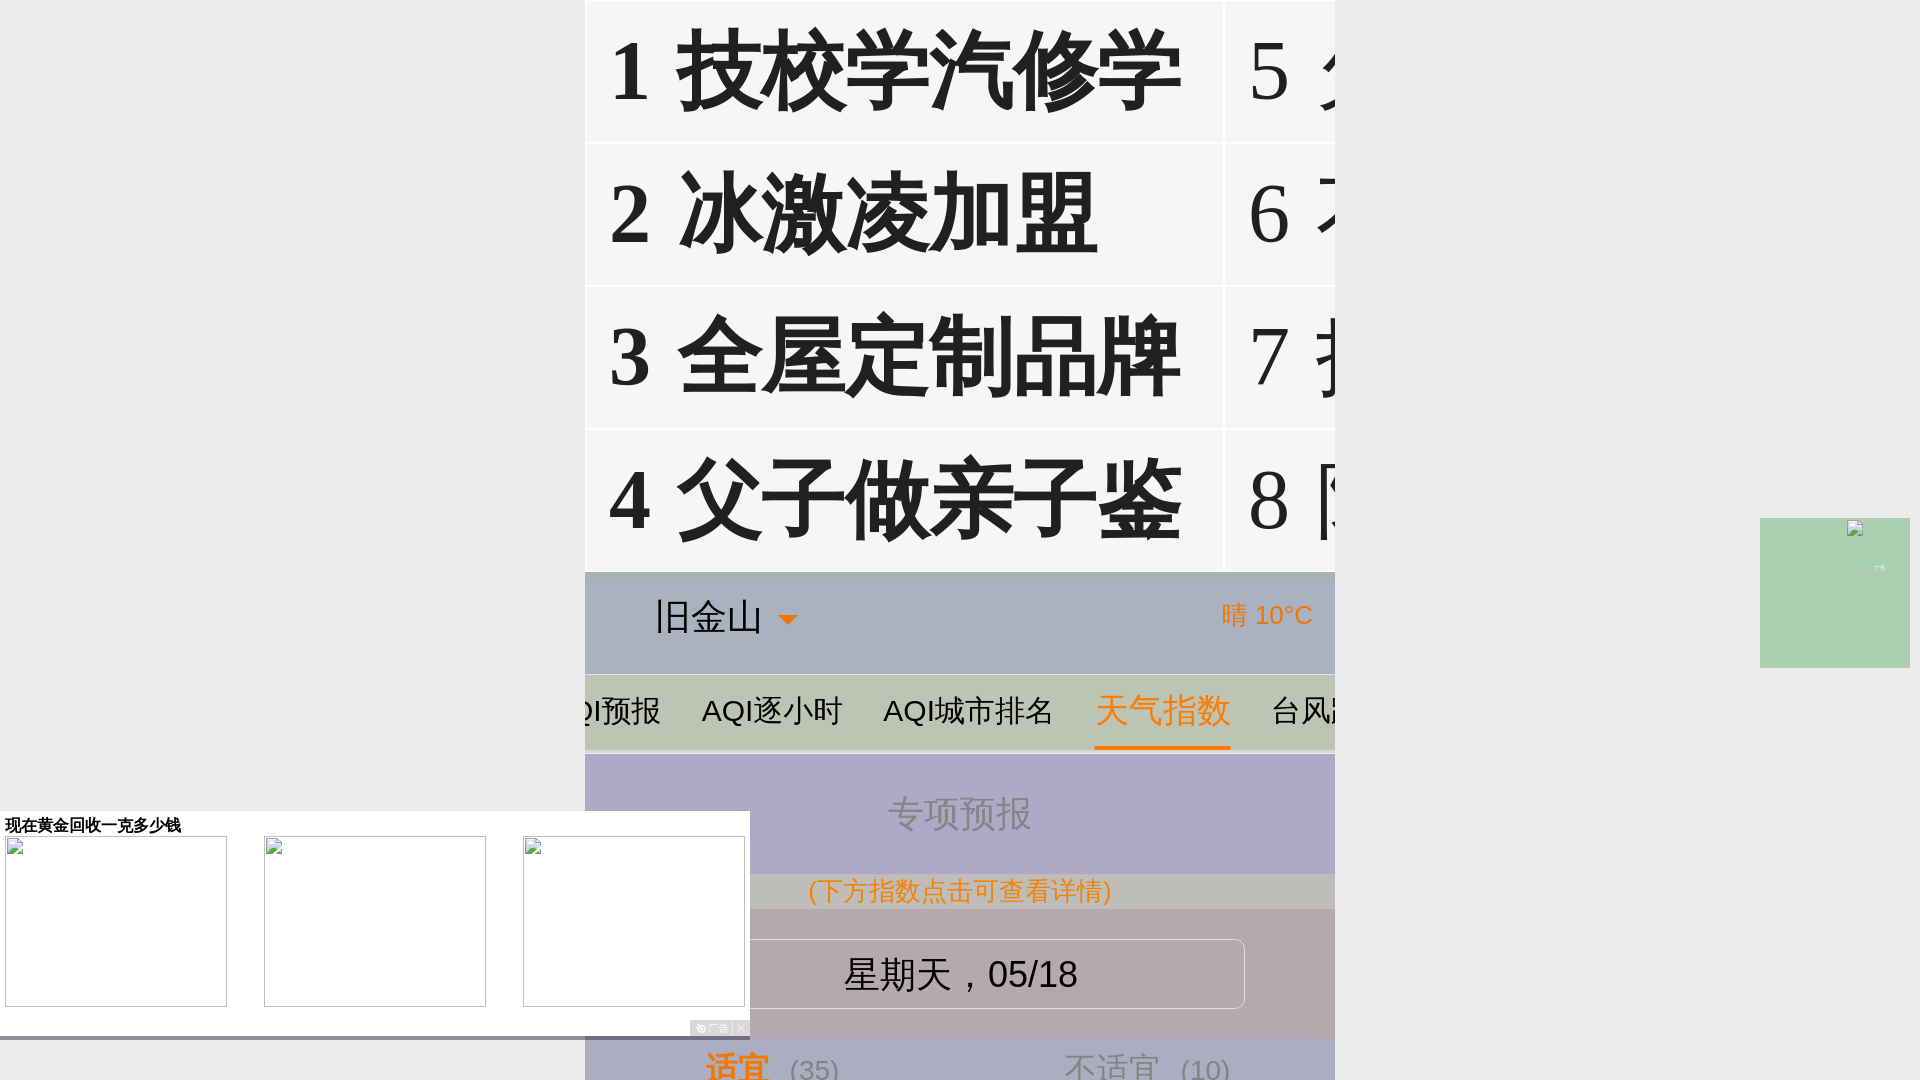 1 技校学汽修学
5
2 冰激凌加盟
6
3 全屋定制品牌
7
4 父子做亲子鉴
8
旧金山
晴 10°C
QI预报 AQI逐小时 AQI城市排名 天气指数 台风
专项预报
(下方指数点击可查看详情)
现在黄金回收一克多少钱
星期天，05/18
广告
适宜 (35) 不适宜 (10)